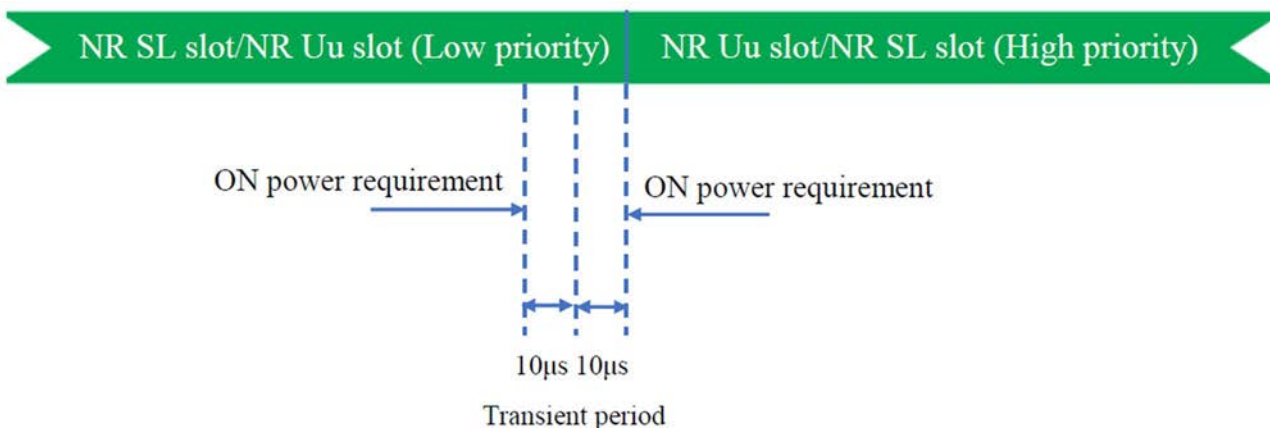 NR SL slot/NR Uu slot (Low priority) NR Uu slot/NR SL slot (High priority)
ON power requirement ON power requirement
10μs 10μs
Transient period